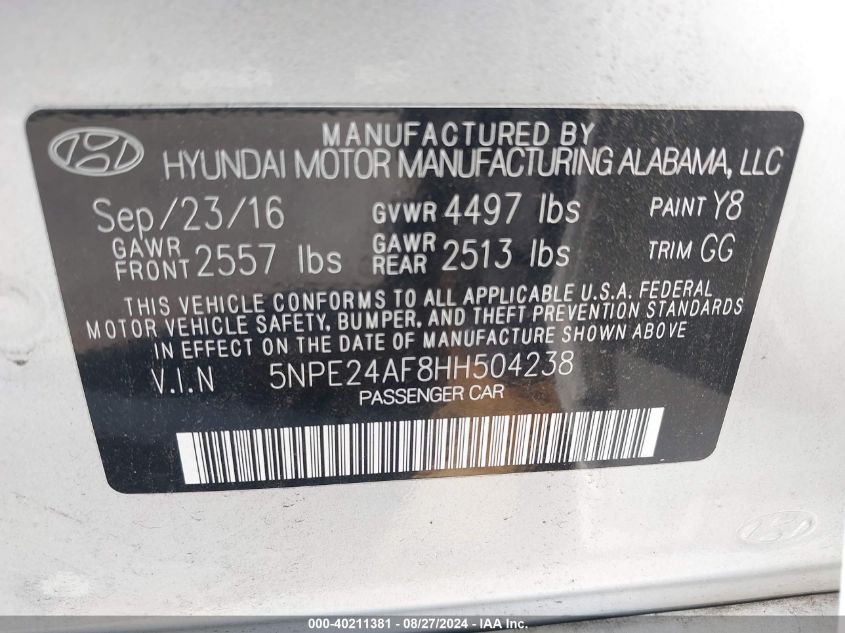 MANUFACTURED BY
HYUNDAI MOTOR MANUFACTURING ALABAMA, LLC
Sep/23/16 GVWR 4497 lbs PAINT Y8
GAWR FRONT 2557 lbs GAWR REAR 2513 lbs TRIM GG
THIS VEHICLE CONFORMS TO ALL APPLICABLE U.S.A. FEDERAL
MOTOR VEHICLE SAFETY, BUMPER, AND THEFT PREVENTION STANDARDS
IN EFFECT ON THE DATE OF MANUFACTURE SHOWN ABOVE
V.I.N 5NPE24AF8HH504238
PASSENGER CAR
000-40211381 - 08/27/2024 - IAA Inc.